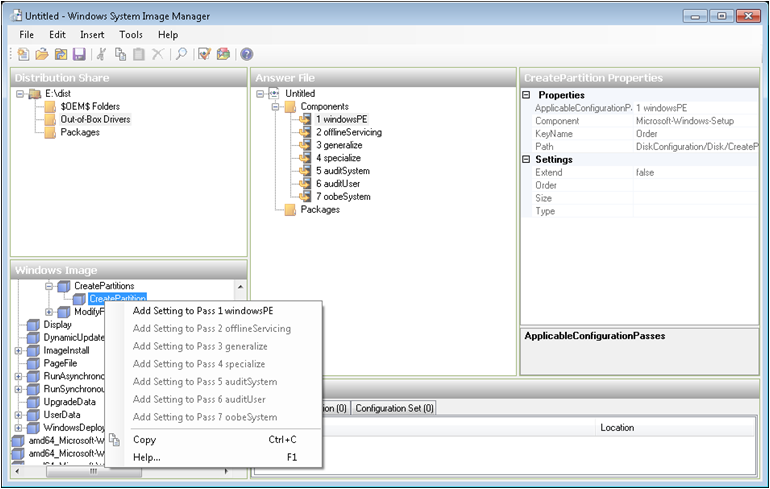 Untitled - Windows System Image Manager
File Edit Insert Tools Help
Distribution Share
E:\dist
$OEM$ Folders
Out-of-Box Drivers
Packages
Answer File
Untitled
Components
1 windowsPE
2 offlineServicing
3 generalize
4 specialize
5 auditSystem
6 auditUser
7 oobeSystem
Packages
CreatePartition Properties
Properties
ApplicableConfigurationPa 1 windowsPE
Component Microsoft-Windows-Setup
KeyName Order
Path DiskConfiguration/Disk/CreateP
Settings
Extend false
Order
Size
Type
ApplicableConfigurationPasses
Windows Image
CreatePartitions
CreatePartition
ModifyP
Display
DynamicUpdate
ImageInstall
PageFile
RunAsynchrono
RunSynchronou
UpgradeData
UserData
WindowsDeploy
amd64_Microsoft-W
amd64_Microsoft-W
Add Setting to Pass 1 windowsPE
Add Setting to Pass 2 offlineServicing
Add Setting to Pass 3 generalize
Add Setting to Pass 4 specialize
Add Setting to Pass 5 auditSystem
Add Setting to Pass 6 auditUser
Add Setting to Pass 7 oobeSystem
Copy Ctrl+C
Help... F1
ion (0) Configuration Set (0)
Location